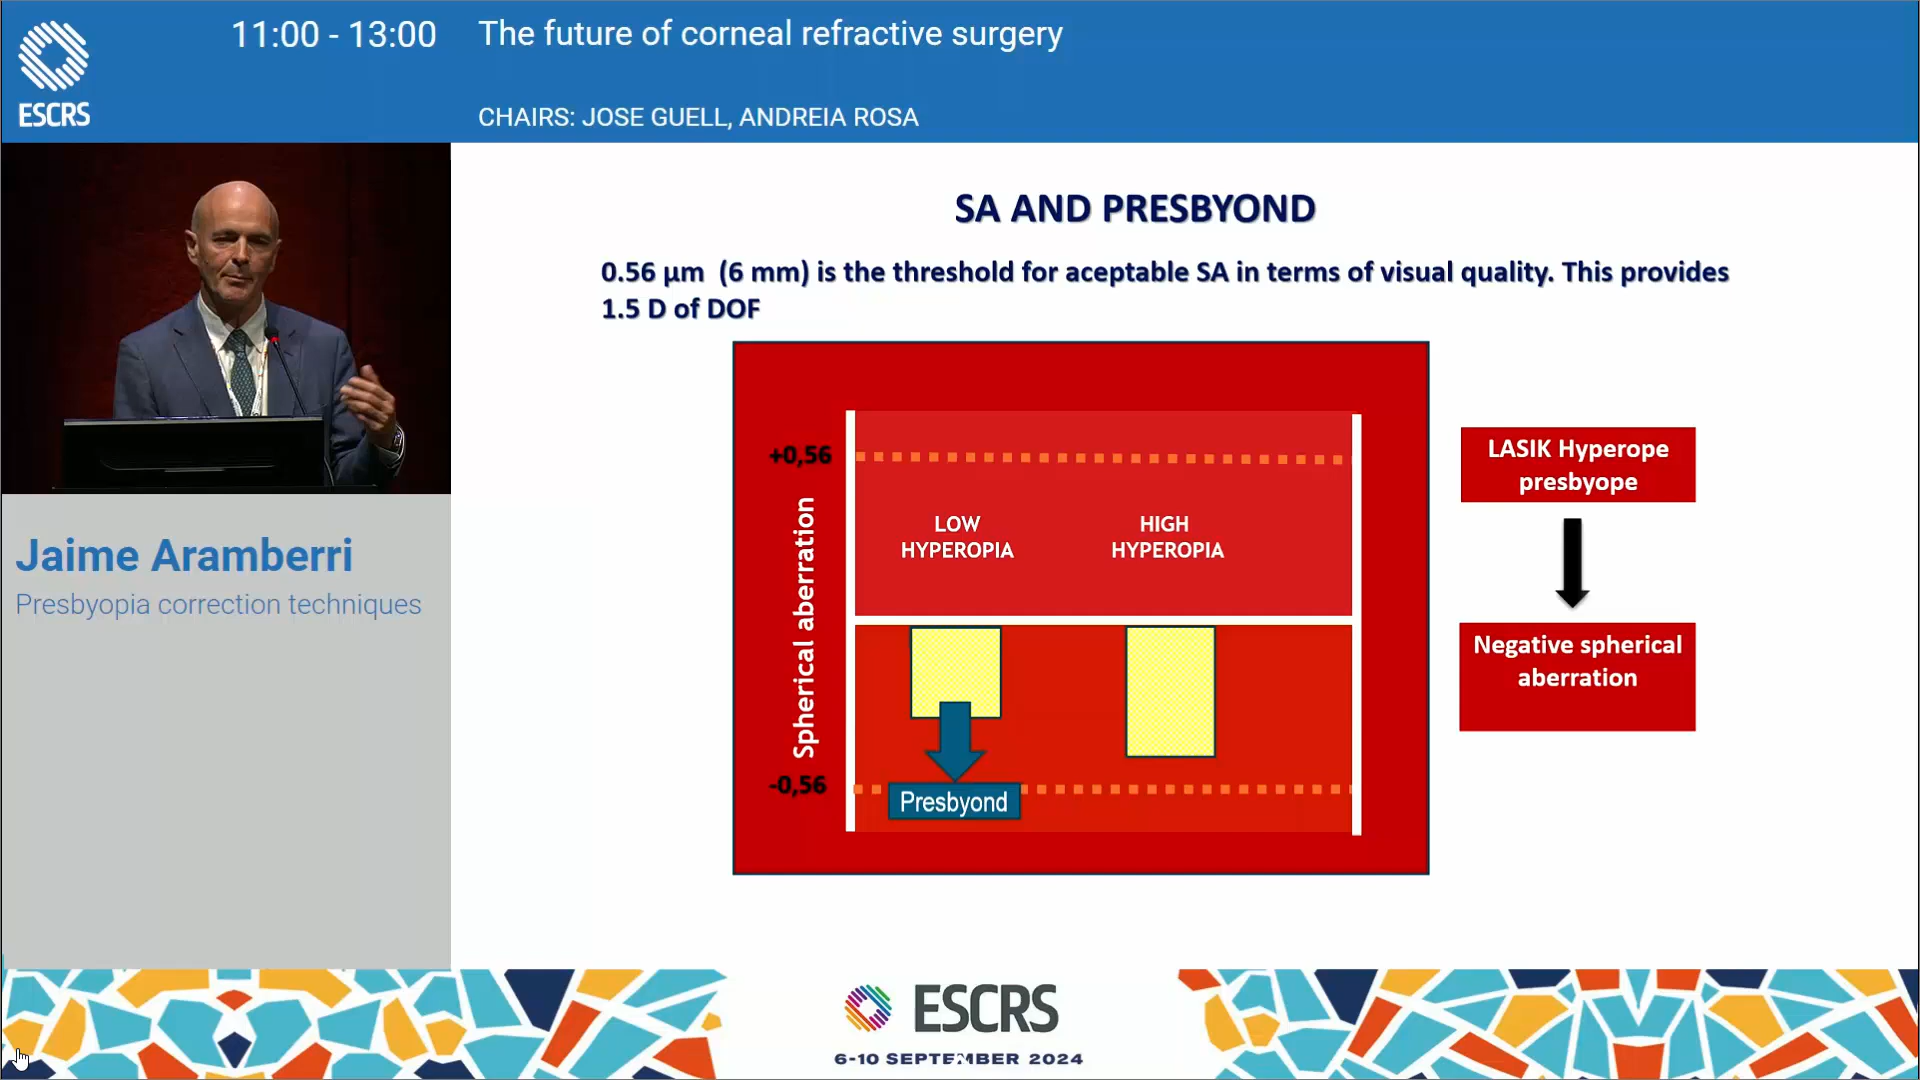 11:00 - 13:00
The future of corneal refractive surgery
ESCRS
CHAIRS: JOSE GUELL, ANDREIA ROSA
SA AND PRESBYOND
0.56 µm (6 mm) is the threshold for aceptable SA in terms of visual quality. This provides
1.5 D of DOF
+0,56
LOW
HYPEROPIA
HIGH
HYPEROPIA
Spherical aberration
-0,56
Presbyond
LASIK Hyperope
presbyope
Negative spherical
aberration
Jaime Aramberri
Presbyopia correction techniques
ESCRS
6-10 SEPTEMBER 2024